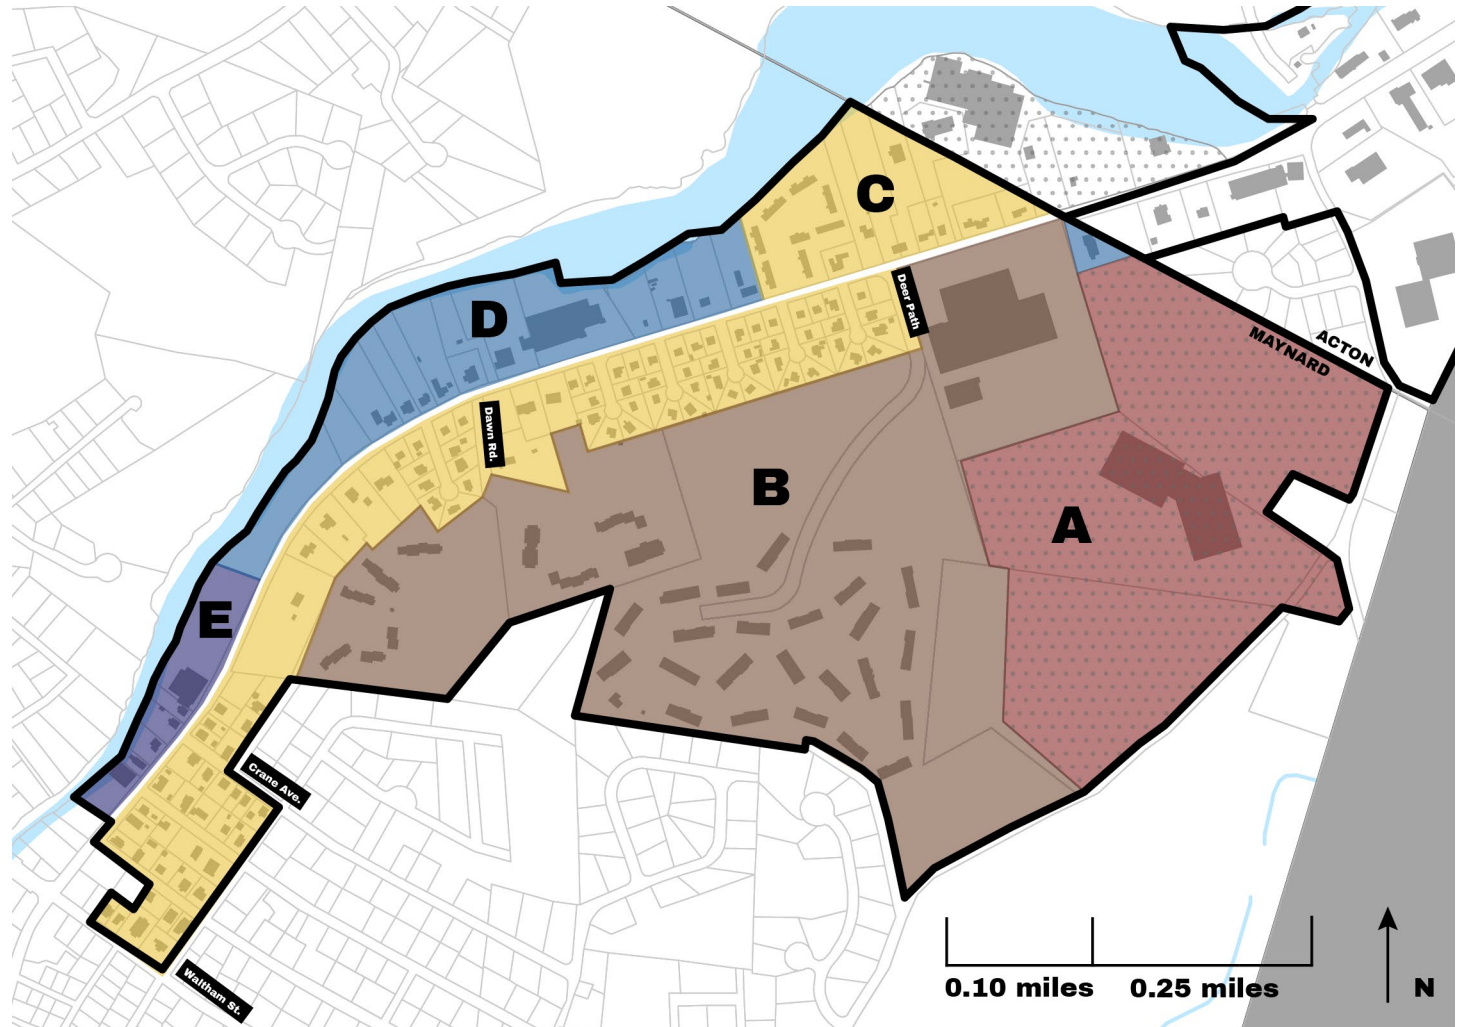 C
Deer Path
D
ACTON
MAYNARD
Dawn Rd.
B
A
E
Crane Ave.
Waltham St.
0.10 miles
0.25 miles
N